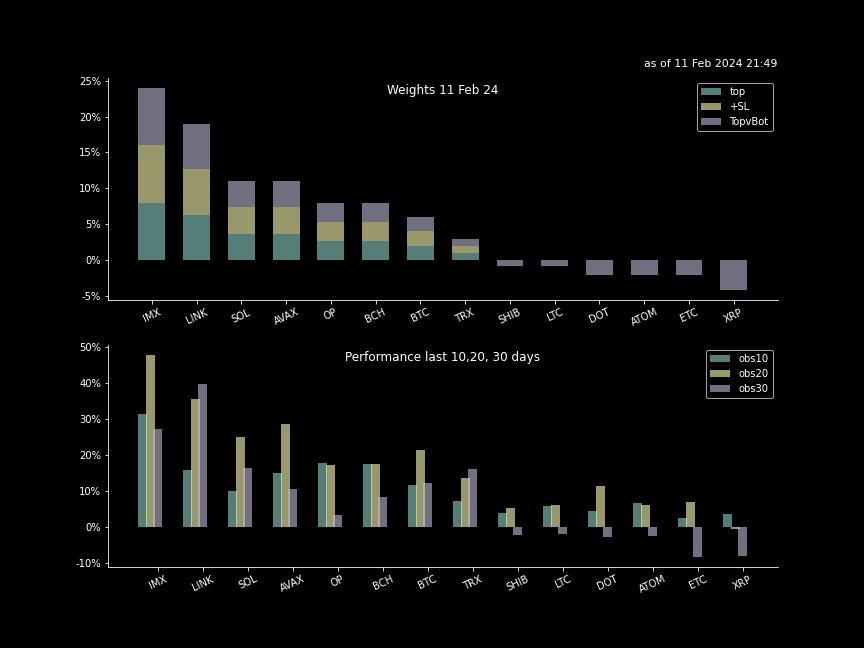 as of 11 Feb 2024 21:49
Weights 11 Feb 24
top
+SL
TopvBot
25%
20%
15%
10%
5%
0%
-5%
IMX LINK SOL AVAX OP BCH BTC TRX SHIB LTC DOT ATOM ETC XRP
Performance last 10,20, 30 days
obs10
obs20
obs30
50%
40%
30%
20%
10%
0%
-10%
IMX LINK SOL AVAX OP BCH BTC TRX SHIB LTC DOT ATOM ETC XRP